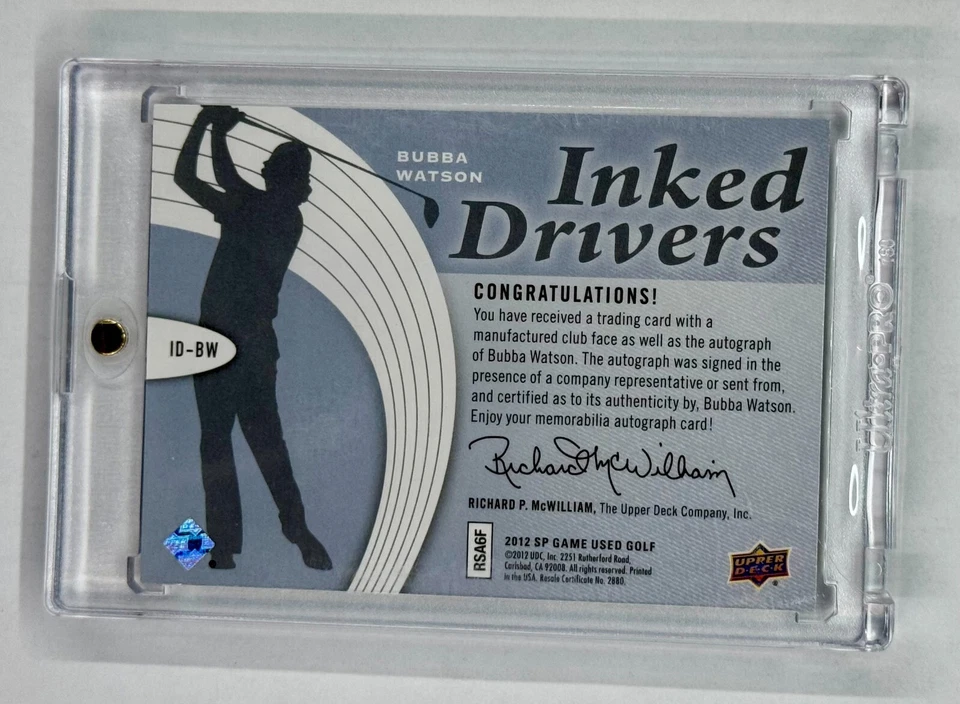 BUBBA
WATSON
Inked
Drivers
ID-BW
CONGRATULATIONS!
You have received a trading card with a
manufactured club face as well as the autograph
of Bubba Watson. The autograph was signed in the
presence of a company representative or sent from,
and certified as to its authenticity by, Bubba Watson.
Enjoy your memorabilia autograph card!
Richard McWilliam
RICHARD P. McWILLIAM, The Upper Deck Company, Inc.
RSA6F
2012 SP GAME USED GOLF
©2012 UDC, Inc. 2251 Rutherford Road,
Carlsbad, CA 92008. All rights reserved. Printed
in the USA. Resale Certificate No. 2880.
UPPER
D·E·C·K
Ultra·PRO®